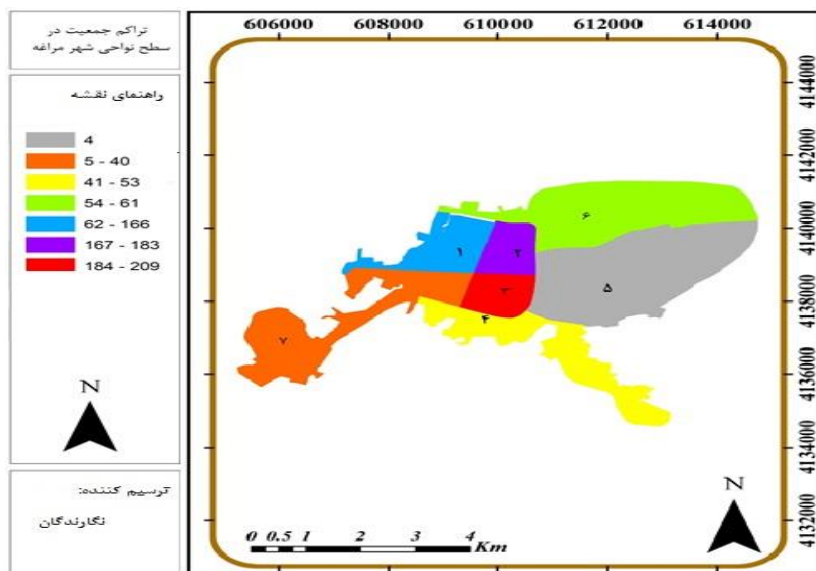 تراکم جمعیت در
سطح نواحی شهر مراغه
راهنمای نقشه
4
5 - 40
41 - 53
54 - 61
62 - 166
167 - 183
184 - 209
N
ترسیم کننده:
نگارندگان
606000 608000 610000 612000 614000
4144000
4142000
4140000
4138000
4136000
4134000
4132000
۶
۱
۲
۵
۳
۴
۷
N
0 0.5 1 2 3 4
Km